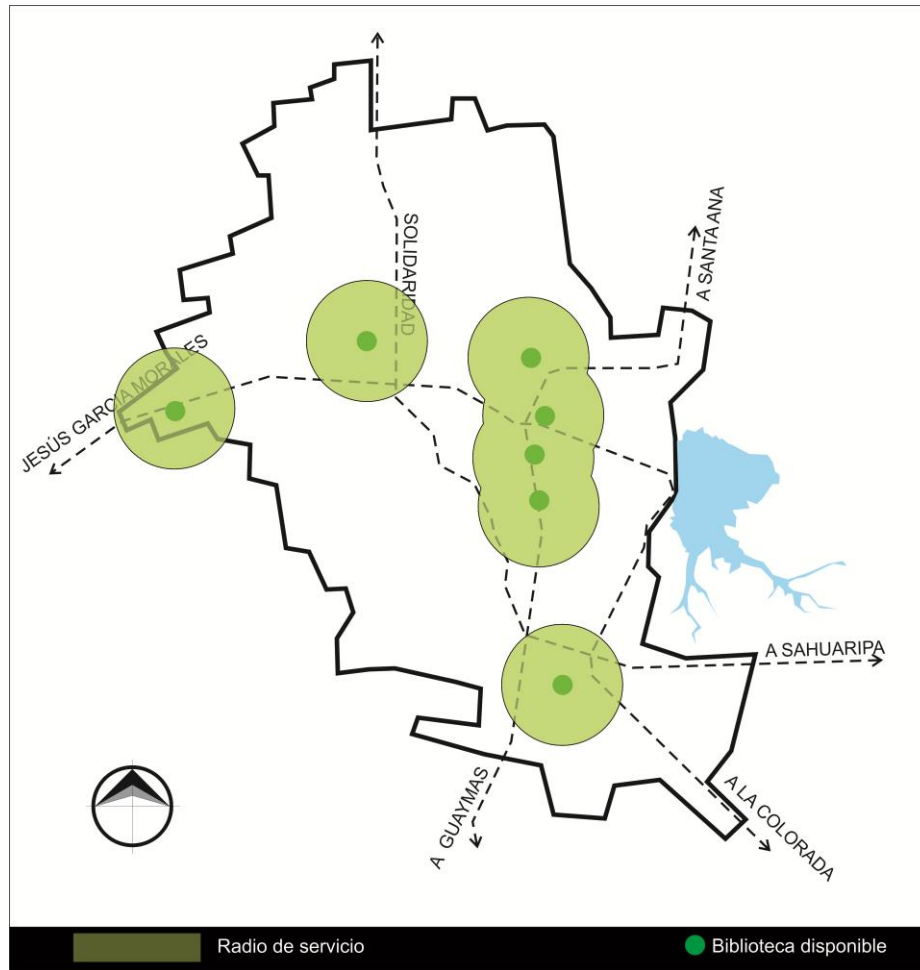 SOLIDARIDAD
A SANTA ANA
JESÚS GARCIA MORALES
A SAHUARIPA
A GUAYMAS
A LA COLORADA
Radio de servicio
Biblioteca disponible